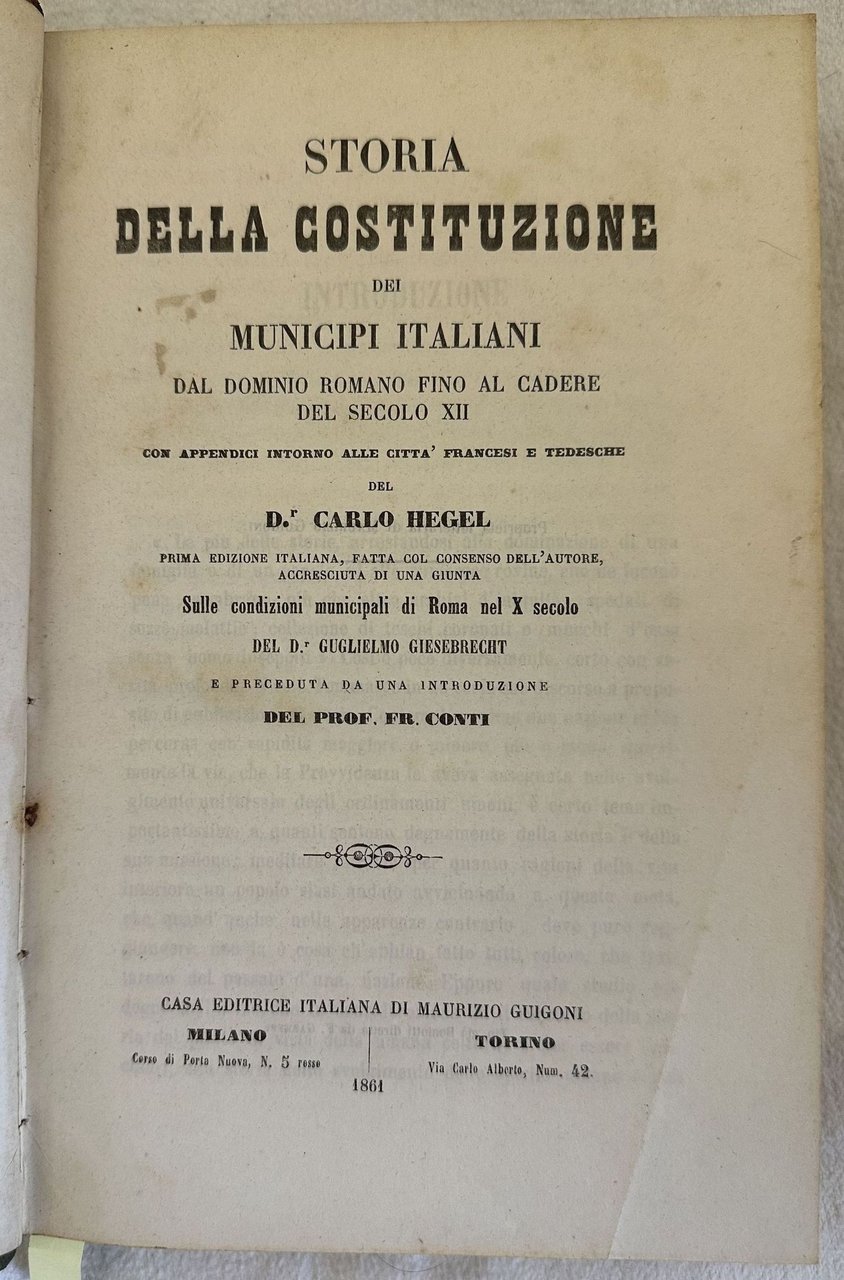 STORIA
DELLA COSTITUZIONE
DEI
MUNICIPI ITALIANI
DAL DOMINIO ROMANO FINO AL CADERE
DEL SECOLO XII
CON APPENDICI INTORNO ALLE CITTA' FRANCESI E TEDESCHE
DEL
D.r CARLO HEGEL
PRIMA EDIZIONE ITALIANA, FATTA COL CONSENSO DELL'AUTORE,
ACCRESCIUTA DI UNA GIUNTA
Sulle condizioni municipali di Roma nel X secolo
DEL D.r GUGLIELMO GIESEBRECHT
E PRECEDUTA DA UNA INTRODUZIONE
DEL PROF. FR. CONTI
CASA EDITRICE ITALIANA DI MAURIZIO GUIGONI
MILANO
Corso di Porta Nuova, N. 5 rosso
TORINO
Via Carlo Alberto, Num. 42.
1861